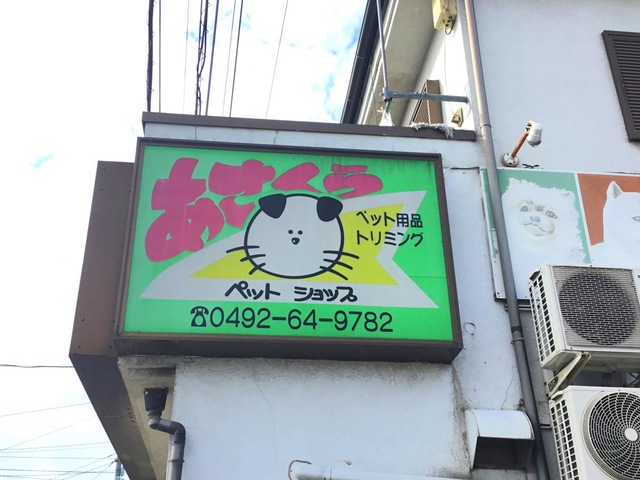 あさくら
ペット用品
トリミング
ペット ショップ
☎0492-64-9782